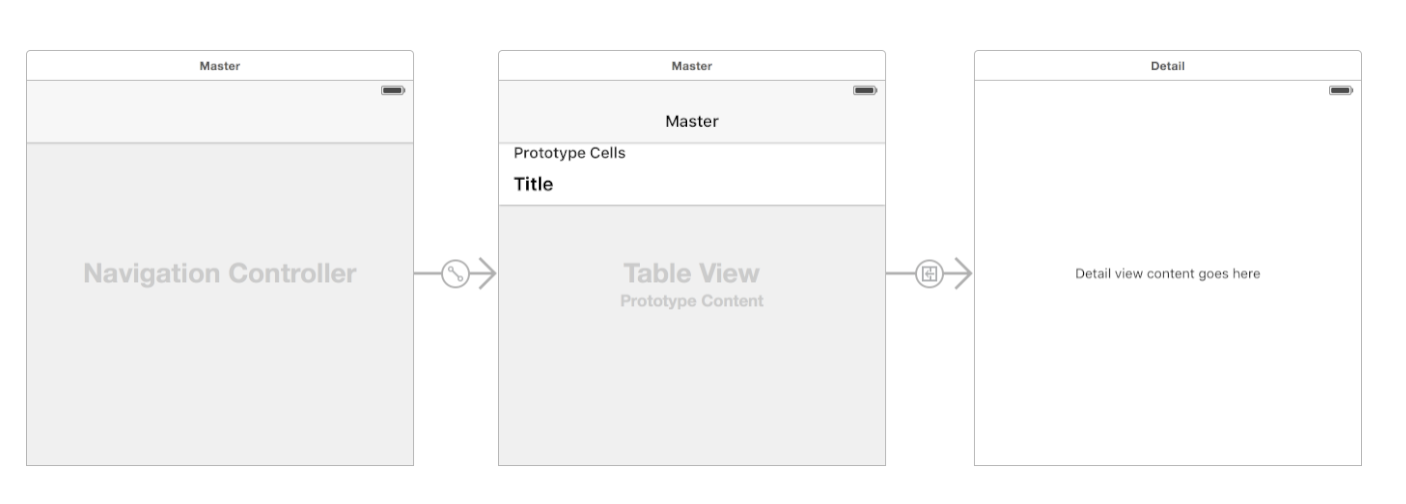 Master
Navigation Controller
Master
Master
Prototype Cells
Title
Table View
Prototype Content
Detail
Detail view content goes here